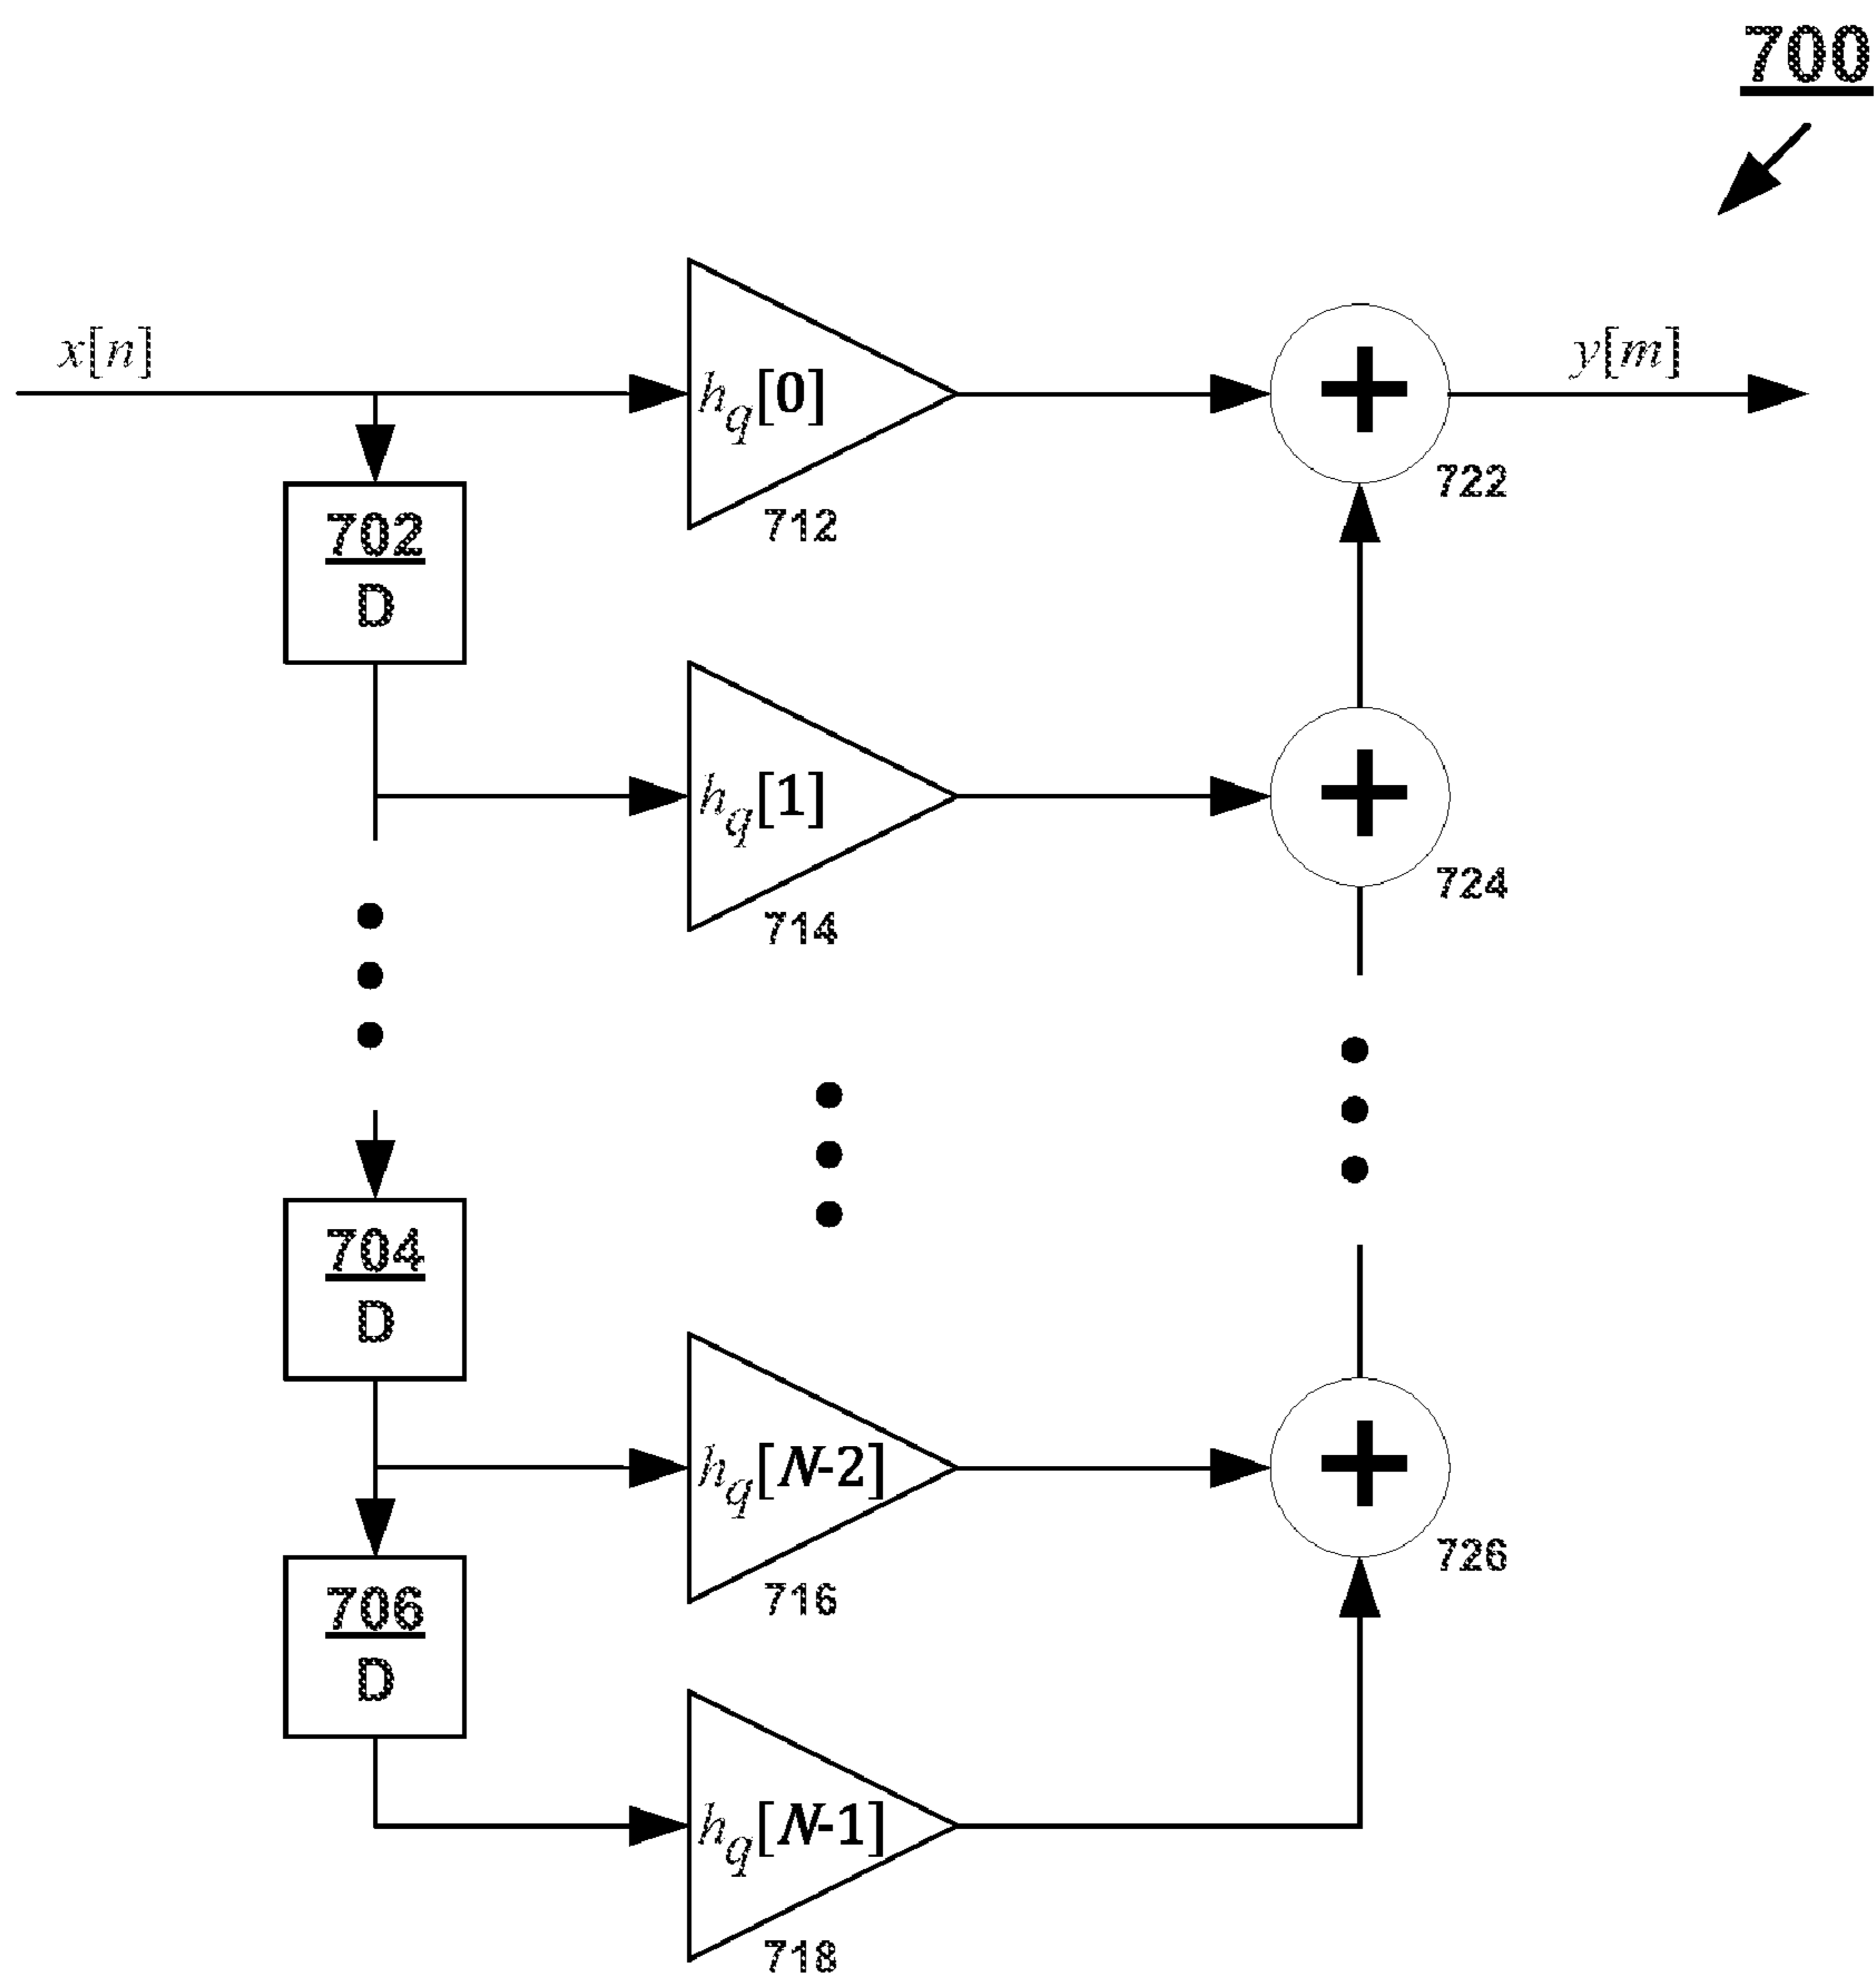 700
x[n]
y[m]
h_q[0]
+
722
702
D
712
h_q[1]
+
724
714
704
D
h_q[N-2]
+
726
716
706
D
h_q[N-1]
718